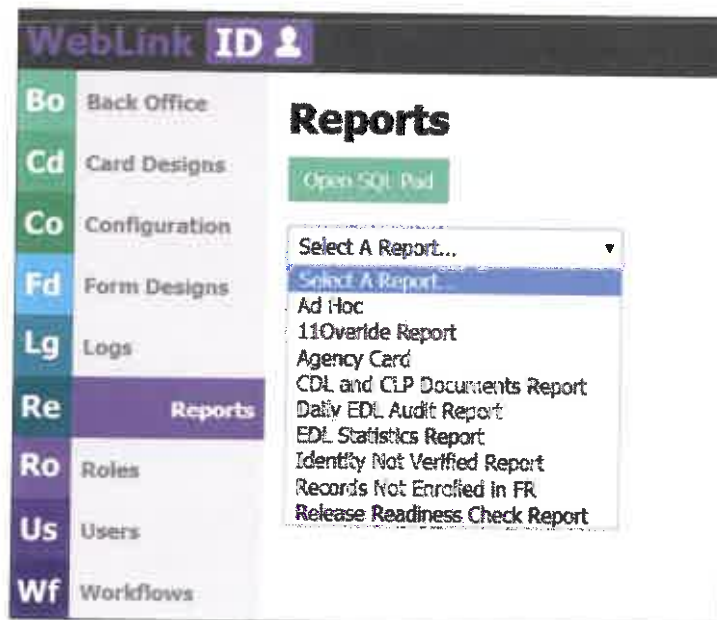 WebLink ID
Bo Back Office
Cd Card Designs
Co Configuration
Fd Form Designs
Lg Logs
Re Reports
Ro Roles
Us Users
Wf Workflows
Reports
Open SQL Pad
Select A Report...
Select A Report...
Ad Hoc
11Overide Report
Agency Card
CDL and CLP Documents Report
Daily EDL Audit Report
EDL Statistics Report
Identity Not Verified Report
Records Not Enrolled in FR
Release Readiness Check Report